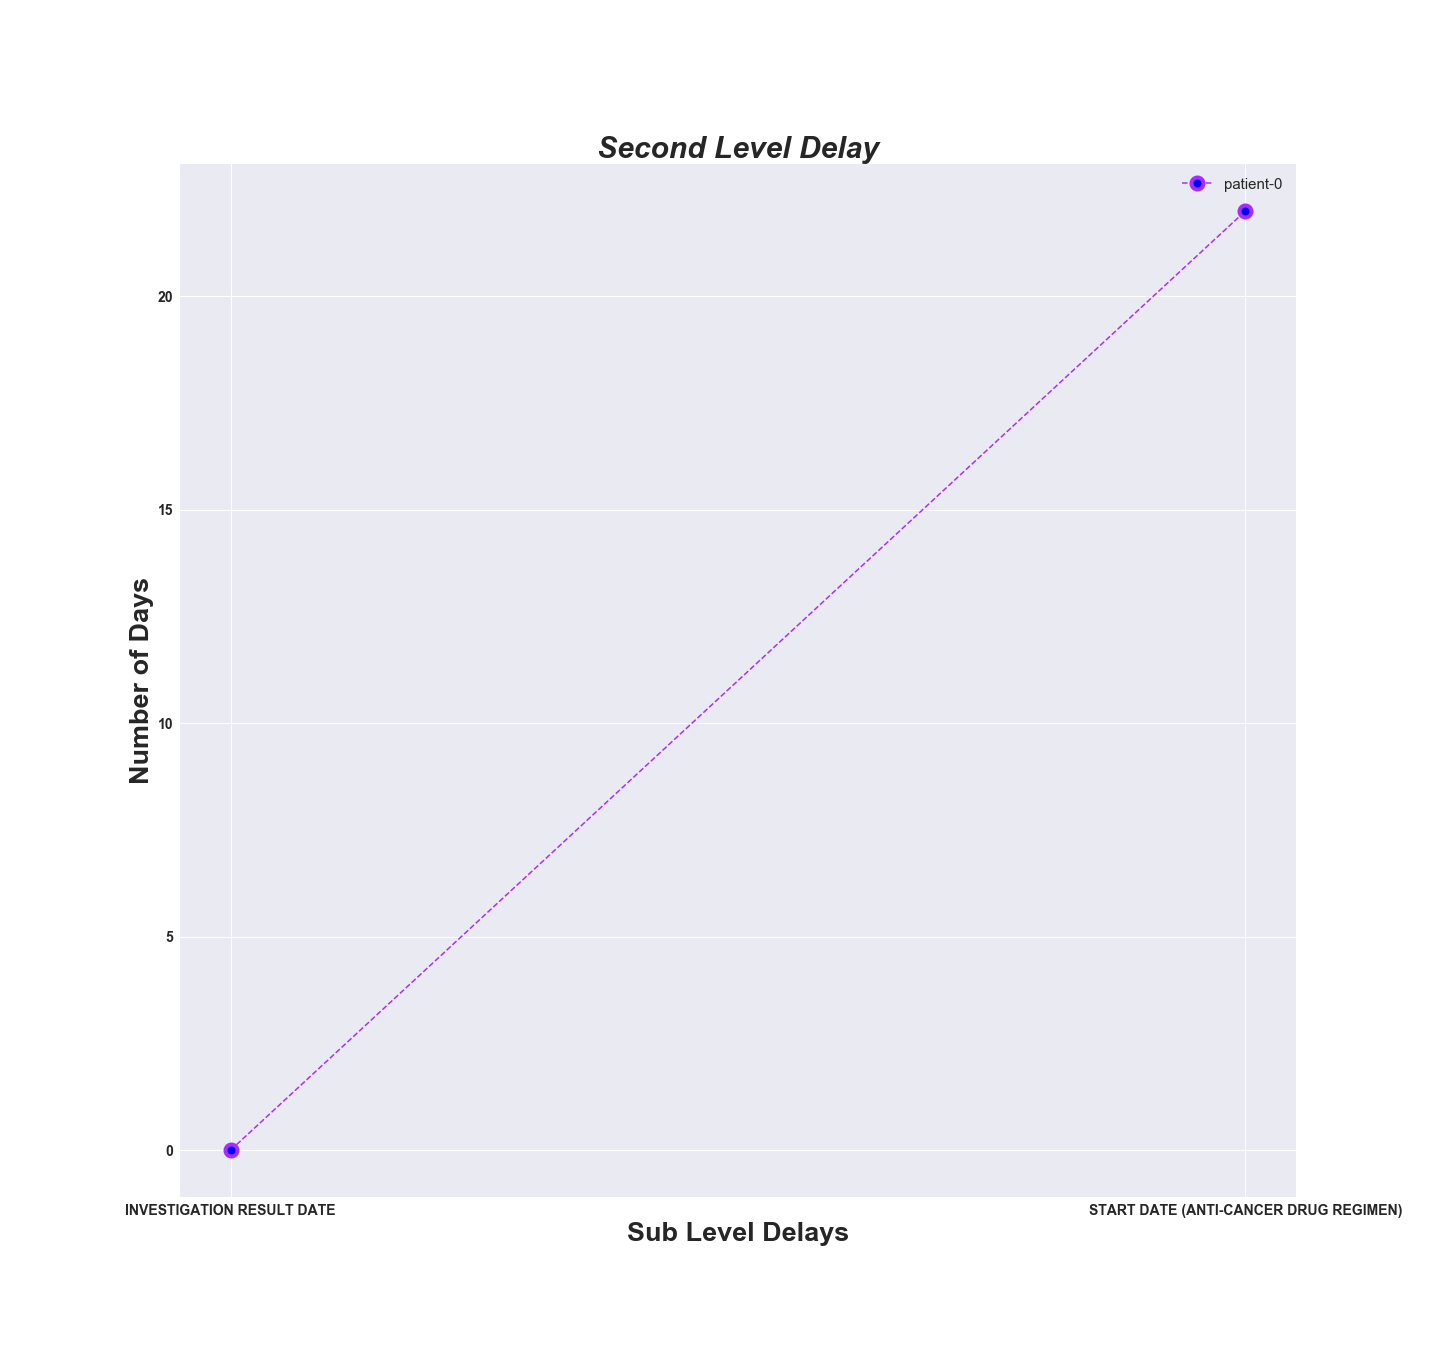 Second Level Delay
patient-0
20
15
10
5
0
Number of Days
INVESTIGATION RESULT DATE
START DATE (ANTI-CANCER DRUG REGIMEN)
Sub Level Delays